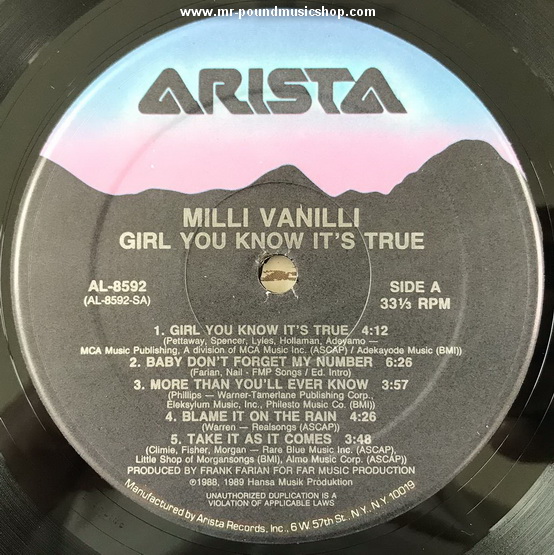 www.mr-poundmusicshop.com
ARISTA
MILLI VANILLI
GIRL YOU KNOW IT'S TRUE
AL-8592
(AL-8592-SA)
SIDE A
33⅓ RPM
1. GIRL YOU KNOW IT'S TRUE 4:12
(Pettaway, Spencer, Lyles, Hollaman, Adeyamo —
MCA Music Publishing, A division of MCA Music Inc. (ASCAP) / Adekayode Music (BMI))
2. BABY DON'T FORGET MY NUMBER 6:26
(Farian, Nail - FMP Songs / Ed. Intro)
3. MORE THAN YOU'LL EVER KNOW 3:57
(Phillips — Warner-Tamerlane Publishing Corp.,
Eleksylum Music, Inc., Philesto Music Co. (BMI))
4. BLAME IT ON THE RAIN 4:26
(Warren — Realsongs (ASCAP))
5. TAKE IT AS IT COMES 3:48
(Climie, Fisher, Morgan — Rare Blue Music Inc. (ASCAP),
Little Shop of Morgansongs (BMI), Almo Music Corp. (ASCAP))
PRODUCED BY FRANK FARIAN FOR FAR MUSIC PRODUCTION
℗1988, 1989 Hansa Musik Produktion
UNAUTHORIZED DUPLICATION IS A
VIOLATION OF APPLICABLE LAWS
Manufactured by Arista Records, Inc., 6 W. 57th St., N.Y., N.Y. 10019